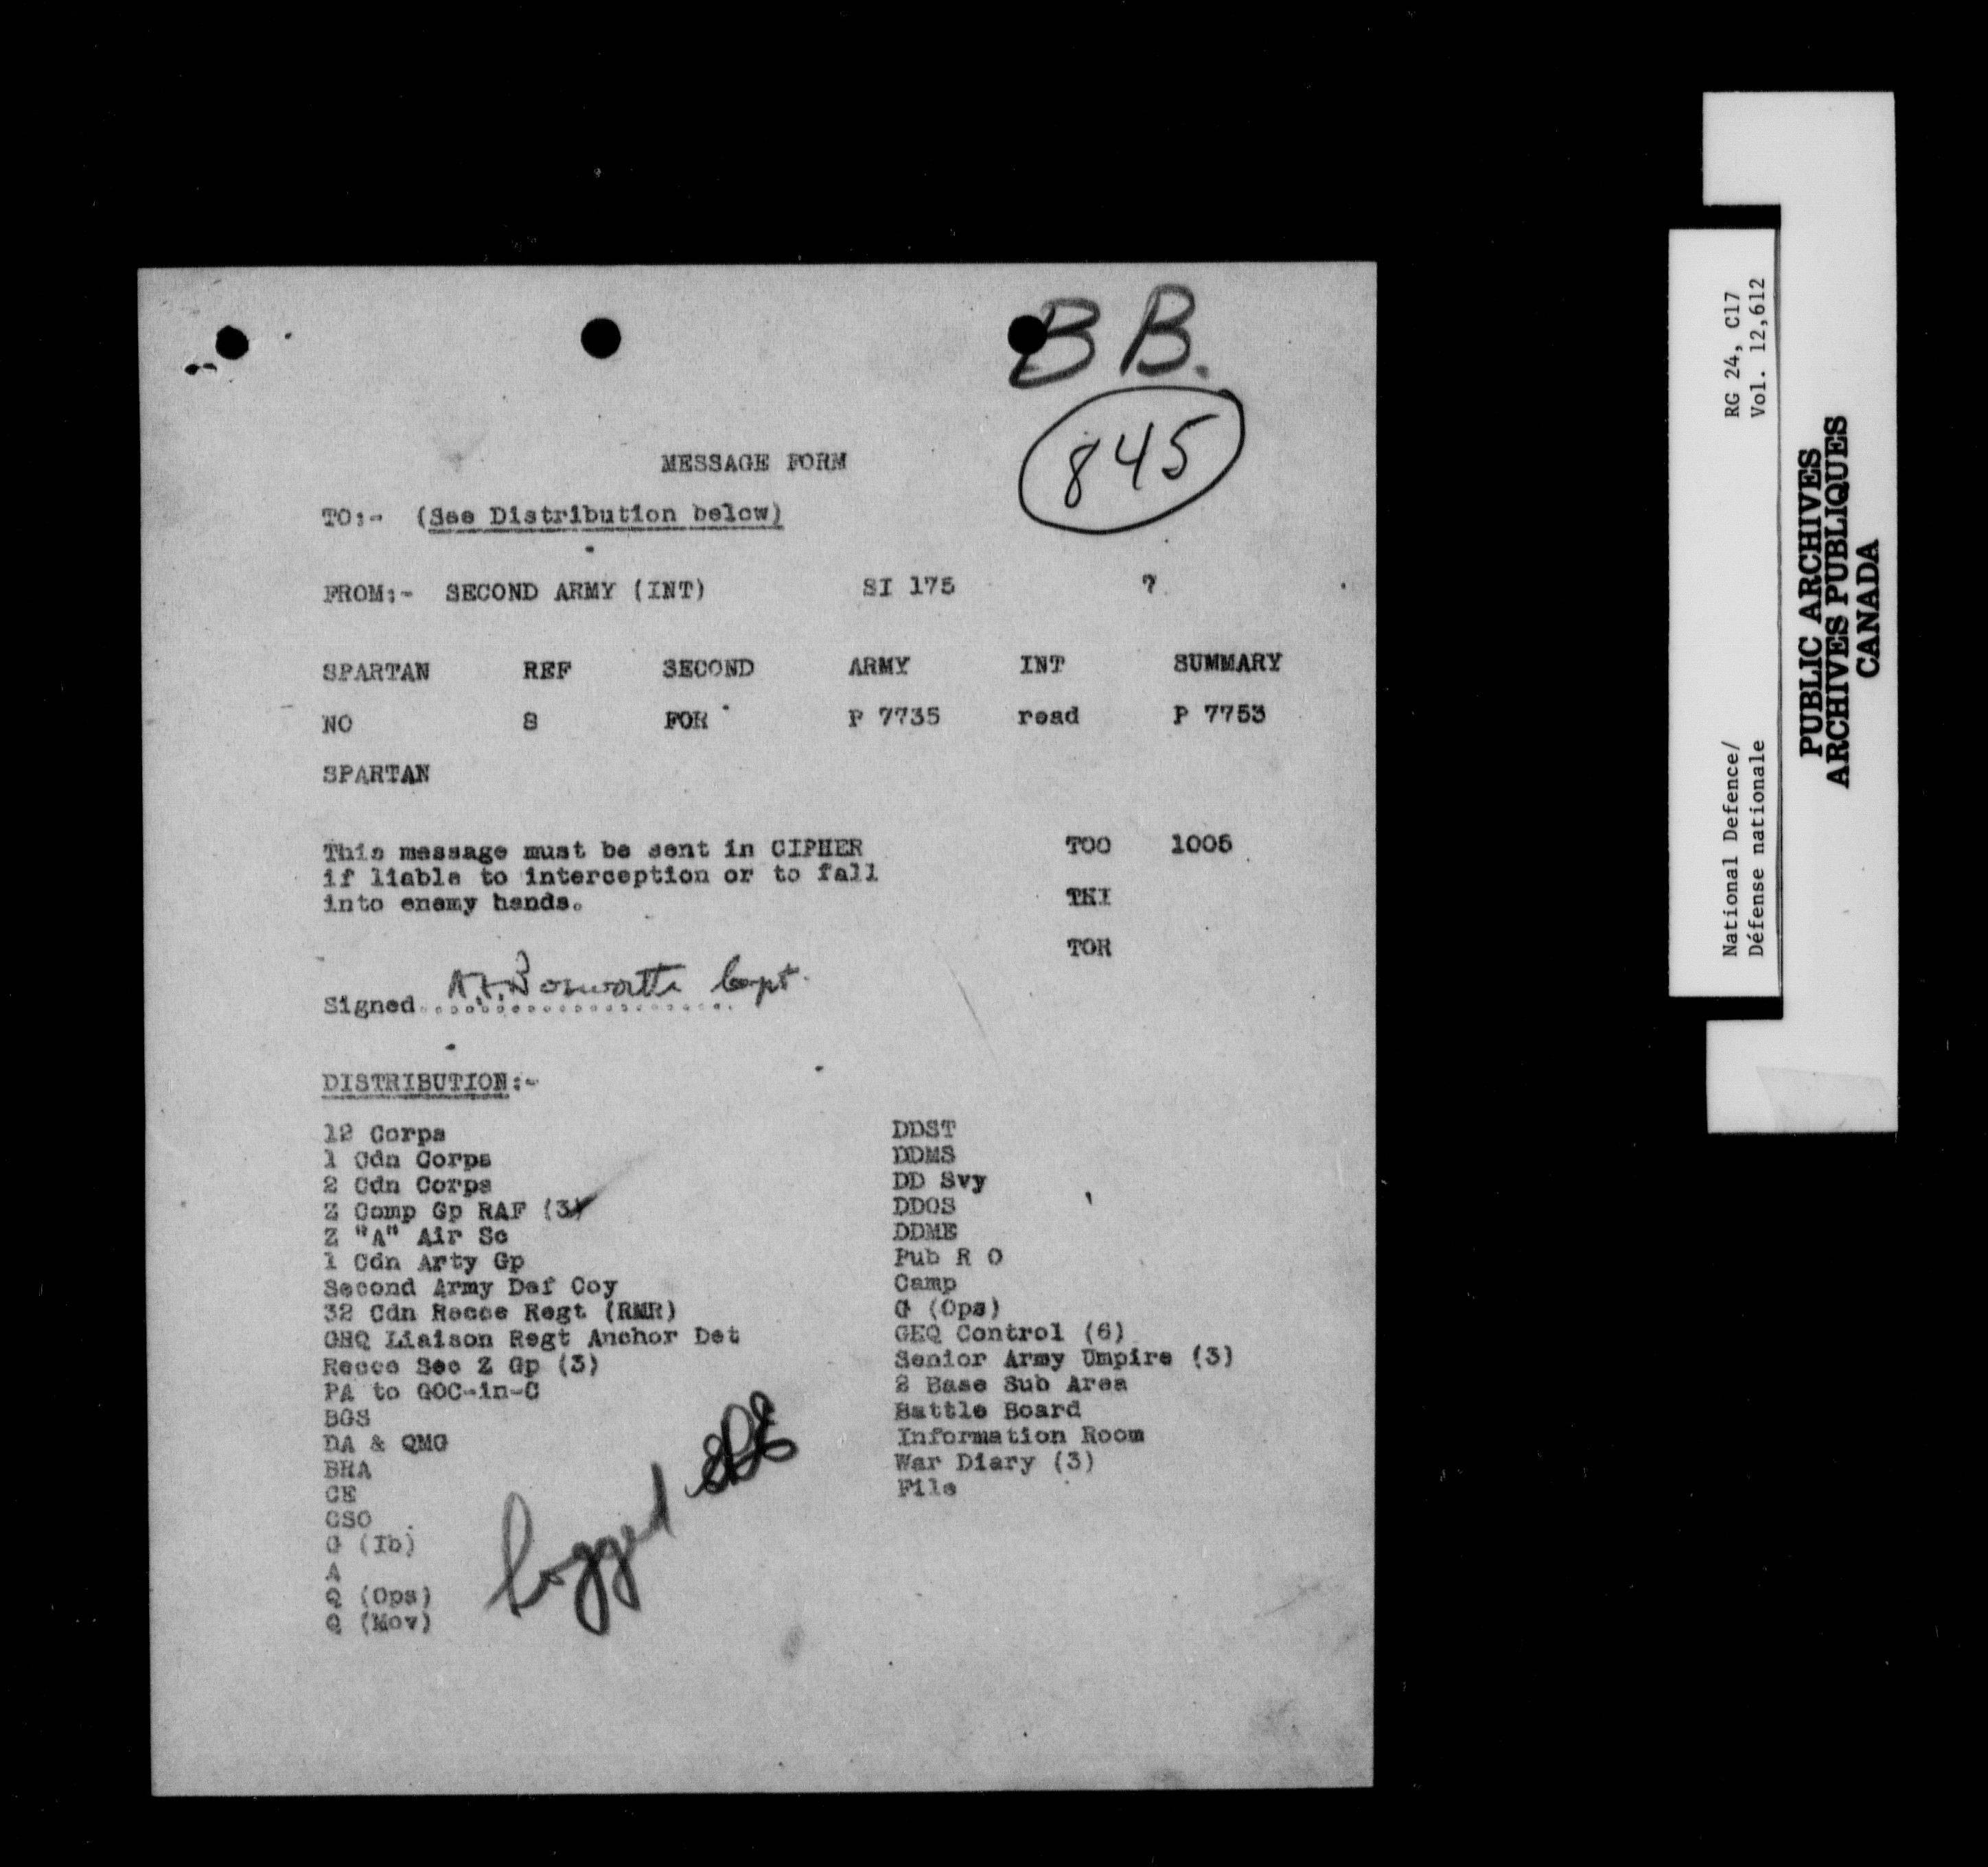 BB.
845
MESSAGE FORM
TO:- (See Distribution below)
FROM:- SECOND ARMY (INT) SI 175 7
SPARTAN REF SECOND ARMY INT SUMMARY
NO 8 FOR P 7735 read P 7753
SPARTAN
This message must be sent in CIPHER TOO 1005
if liable to interception or to fall
into enemy hands. THI
TOR
Signed.... Bosworth Capt.
DISTRIBUTION:-
12 Corps
1 Cdn Corps
2 Cdn Corps
Z Comp Gp RAF (3)
Z "A" Air Sc
1 Cdn Arty Gp
Second Army Def Coy
32 Cdn Recce Regt (RMR)
GHQ Liaison Regt Anchor Det
Recce Sec Z Gp (3)
PA to GOC-in-C
BGS
DA & QMG
BRA
CE
CSO
G (Ib)
A
Q (Ops)
Q (Mov)
DDST
DDMS
DD Svy
DDOS
DDME
Pub R O
Camp
G (Ops)
GHQ Control (6)
Senior Army Umpire (3)
2 Base Sub Area
Battle Board
Information Room
War Diary (3)
File
logged
National Defence/ RG 24, C17
Défense nationale Vol. 12,612
PUBLIC ARCHIVES
ARCHIVES PUBLIQUES
CANADA